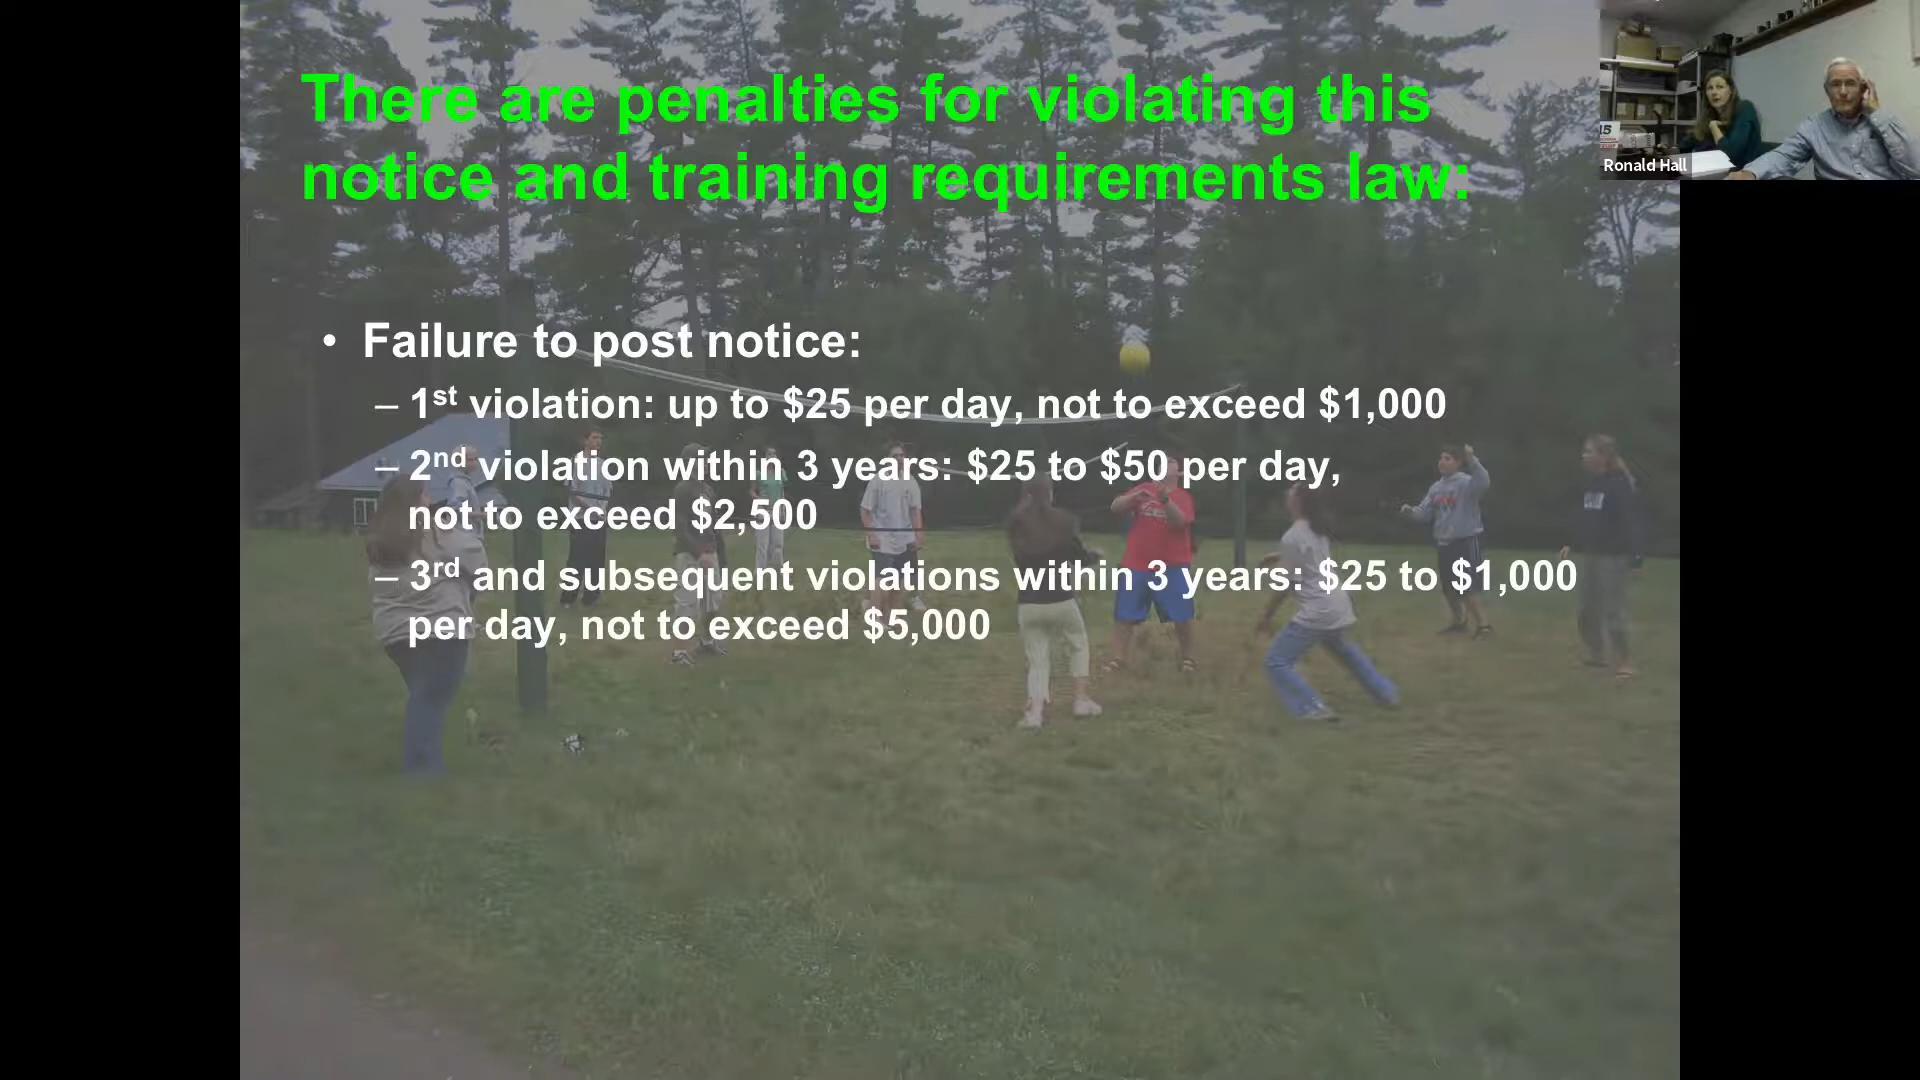 There are penalties for violating this
notice and training requirements law:
Ronald Hall
• Failure to post notice:
– 1st violation: up to $25 per day, not to exceed $1,000
– 2nd violation within 3 years: $25 to $50 per day,
not to exceed $2,500
– 3rd and subsequent violations within 3 years: $25 to $1,000
per day, not to exceed $5,000